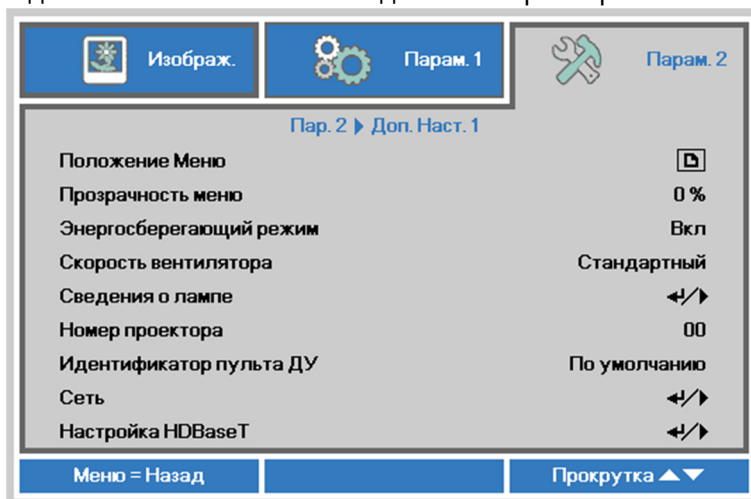 Изображ. Парам. 1 Парам. 2
Пар. 2 ▶ Доп. Наст. 1
Положение Меню
Прозрачность меню 0 %
Энергосберегающий режим Вкл
Скорость вентилятора Стандартный
Сведения о лампе ↵/▶
Номер проектора 00
Идентификатор пульта ДУ По умолчанию
Сеть ↵/▶
Настройка HDBaseT ↵/▶
Меню = Назад Прокрутка ▲▼